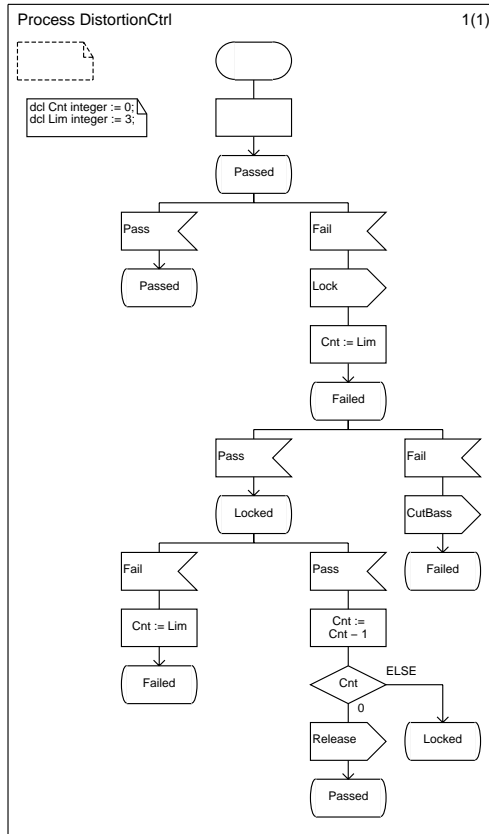 Process DistortionCtrl
1(1)
dcl Cnt integer := 0;
dcl Lim integer := 3;
Passed
Pass
Fail
Passed
Lock
Cnt := Lim
Failed
Pass
Fail
Locked
CutBass
Fail
Pass
Failed
Cnt := Lim
Cnt :=
Cnt − 1
Failed
Cnt
ELSE
0
Release
Locked
Passed